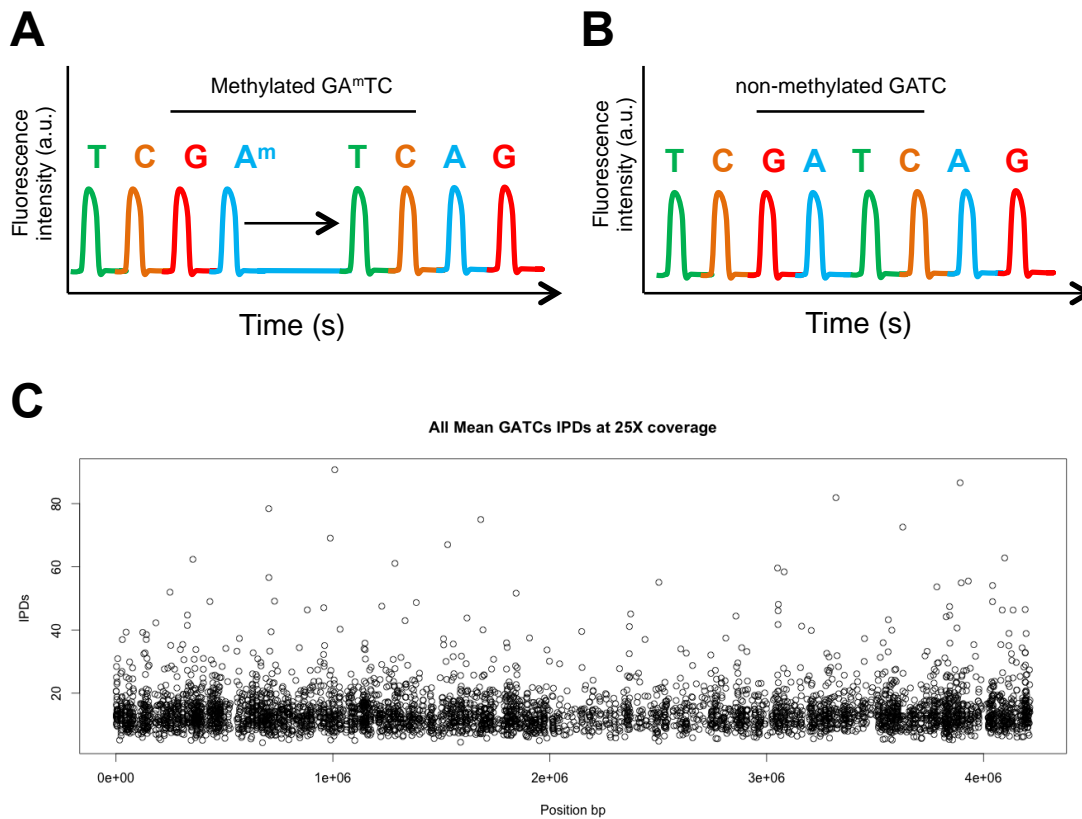 A
Methylated GAᵐTC
Fluorescence
intensity (a.u.)
T C G Aᵐ T C A G
Time (s)
B
non-methylated GATC
Fluorescence
intensity (a.u.)
T C G A T C A G
Time (s)
C
All Mean GATCs IPDs at 25X coverage
IPDs
80
60
40
20
0e+00 1e+06 2e+06 3e+06 4e+06
Position bp